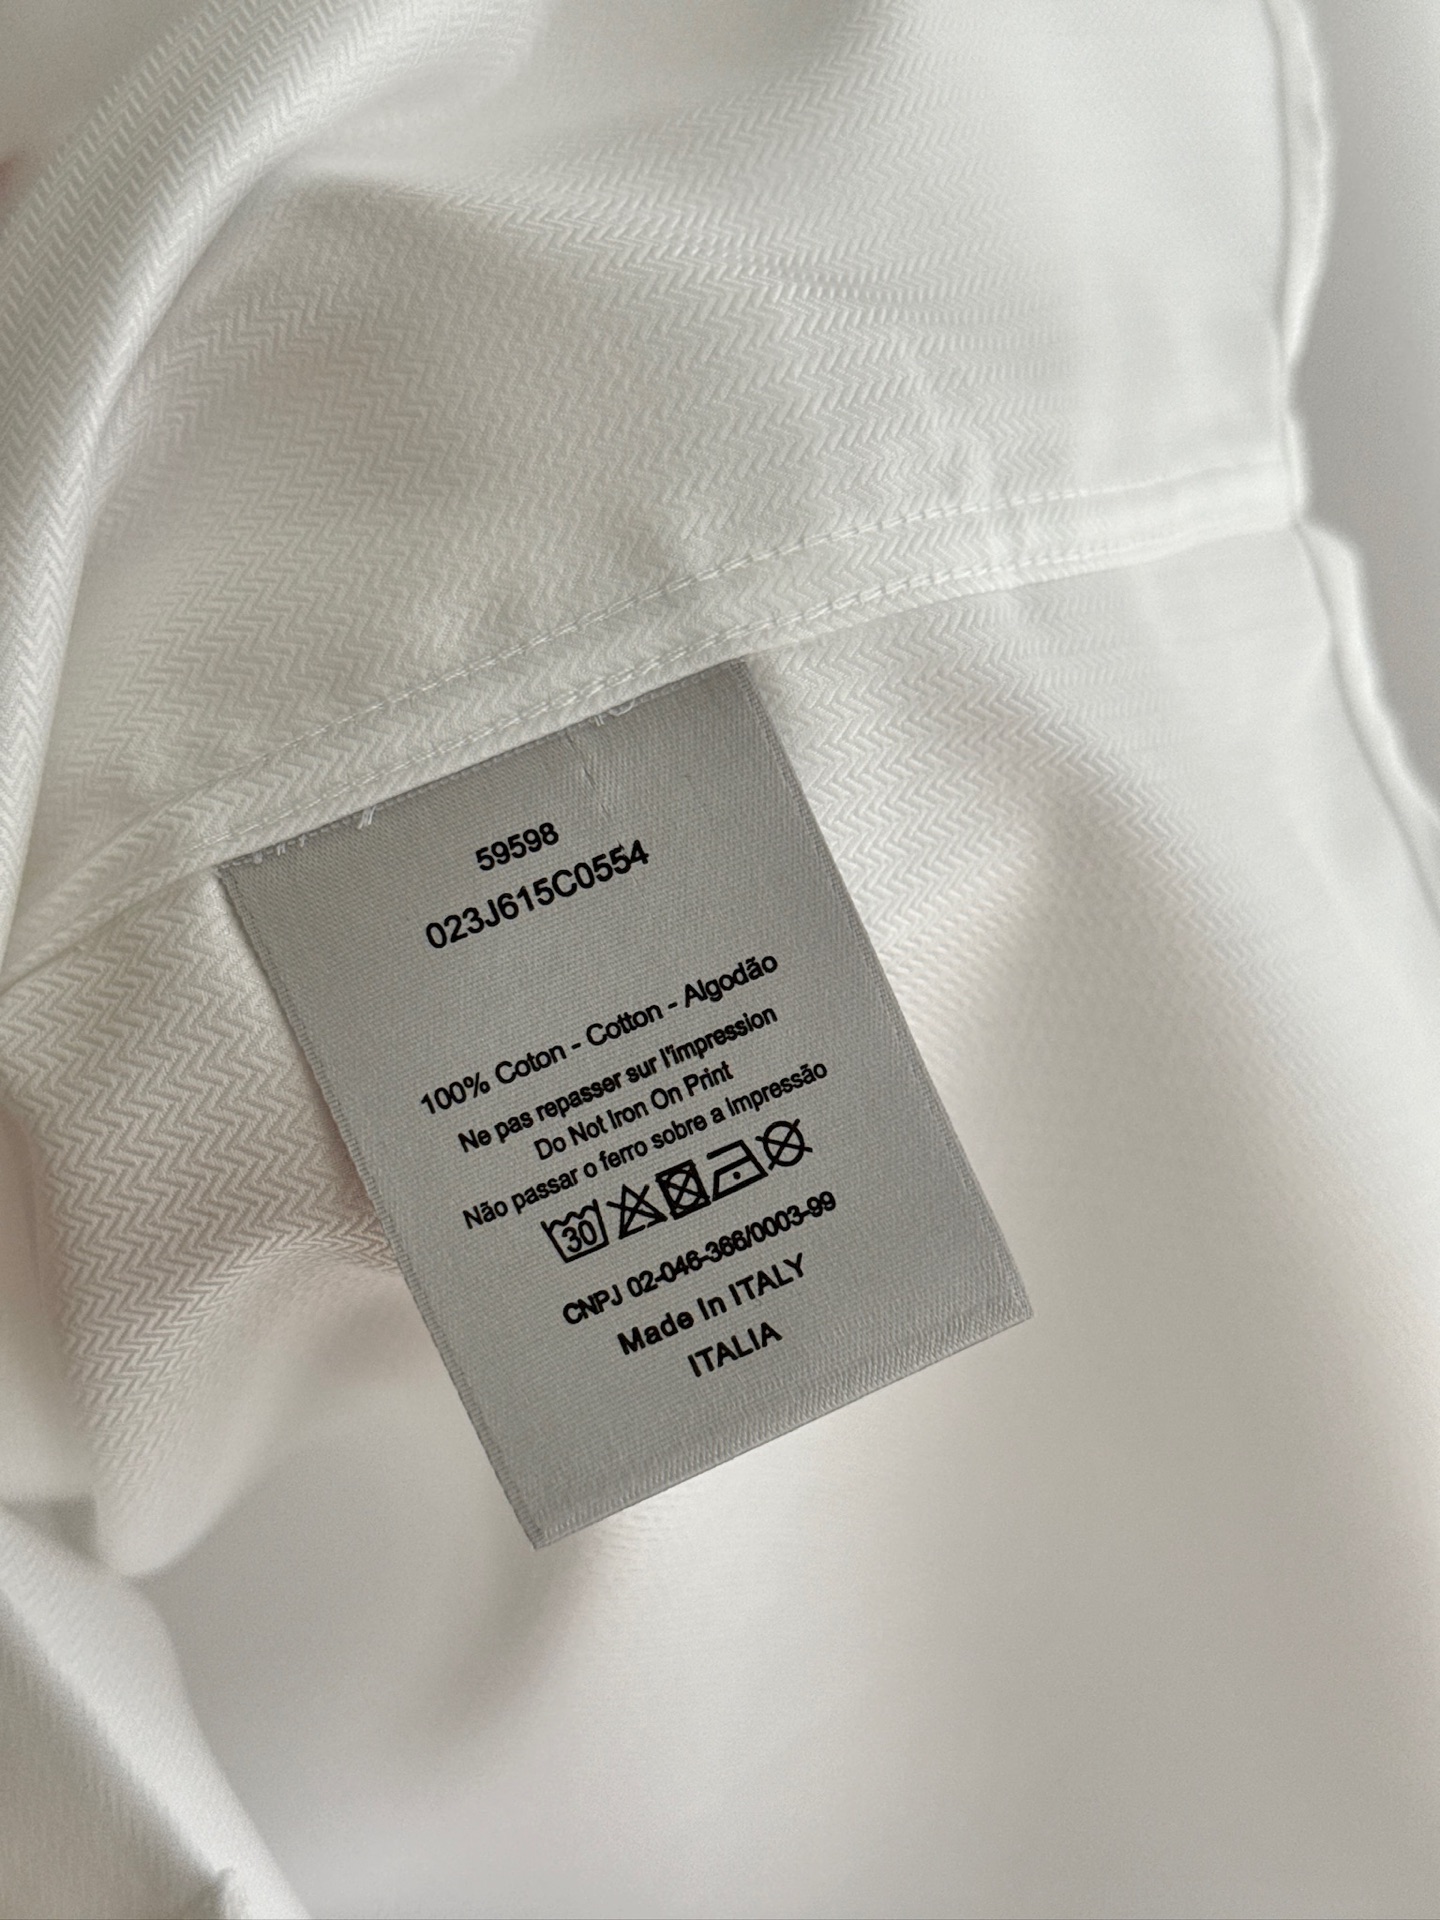 59598
023J615C0554
100% Coton - Cotton - Algodão
Ne pas repasser sur l'impression
Do Not Iron On Print
Não passar o ferro sobre a impressão
30
CNPJ 02-046-366/0003-99
Made In ITALY
ITALIA